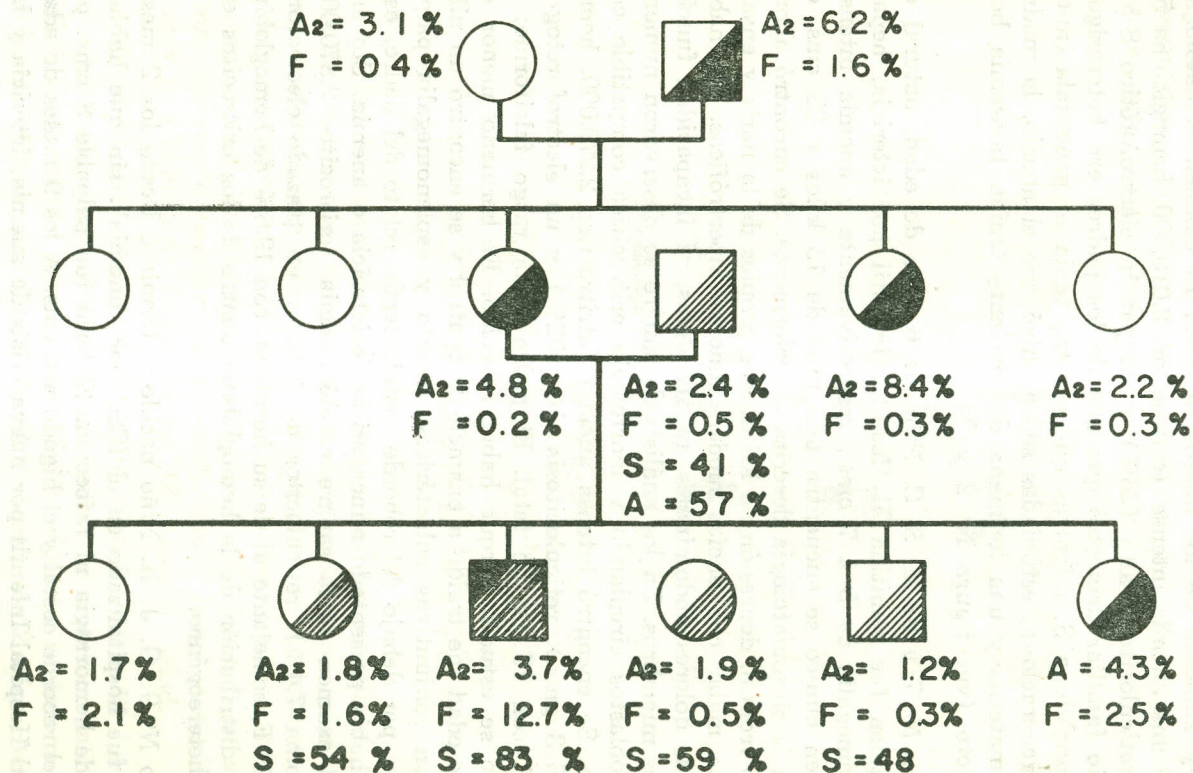 A₂ = 3.1 %
F = 04 %
A₂ = 6.2 %
F = 1.6 %
A₂ = 4.8 %
F = 0.2 %
A₂ = 2.4 %
F = 0.5 %
S = 41 %
A = 57 %
A₂ = 8.4 %
F = 0.3 %
A₂ = 2.2 %
F = 0.3 %
A₂ = 1.7 %
F = 2.1 %
A₂ = 1.8 %
F = 1.6 %
S = 54 %
A₂ = 3.7 %
F = 12.7 %
S = 83 %
A₂ = 1.9 %
F = 0.5 %
S = 59 %
A₂ = 1.2 %
F = 0.3 %
S = 48
A = 4.3 %
F = 2.5 %